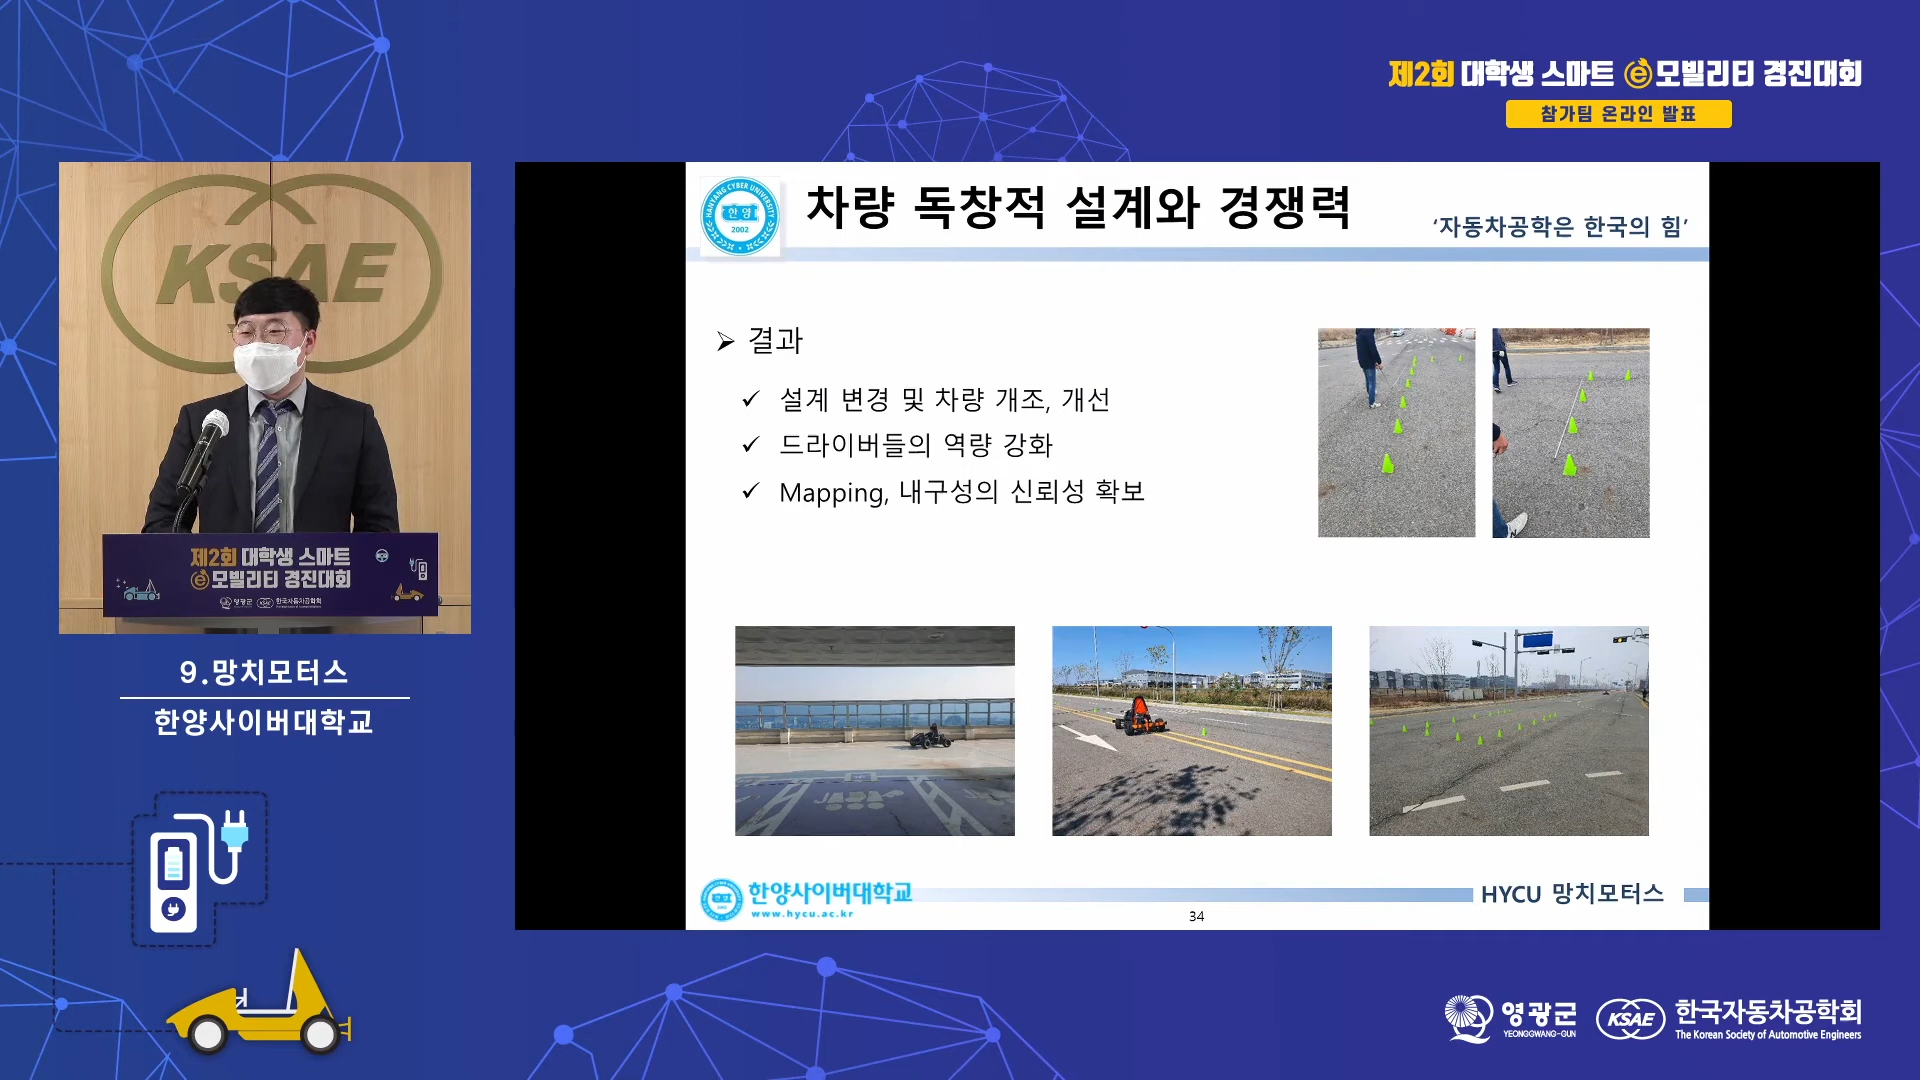 제2회 대학생 스마트 e모빌리티 경진대회
참가팀 온라인 발표
KSAE
제2회 대학생 스마트
e모빌리티 경진대회
영광군 KSAE 한국자동차공학회
9.망치모터스
한양사이버대학교
HANYANG CYBER UNIVERSITY
한양
2002
차량 독창적 설계와 경쟁력
‘자동차공학은 한국의 힘’
➢ 결과
✓ 설계 변경 및 차량 개조, 개선
✓ 드라이버들의 역량 강화
✓ Mapping, 내구성의 신뢰성 확보
한양사이버대학교
www.hycu.ac.kr
HYCU 망치모터스
34
영광군
YEONGGWANG-GUN
KSAE
한국자동차공학회
The Korean Society of Automotive Engineers